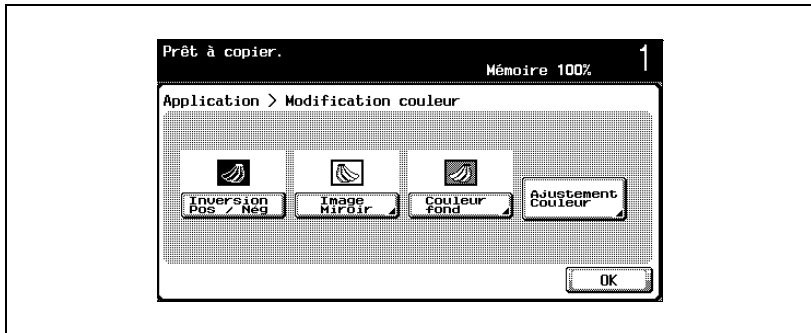 Prêt à copier.
Mémoire 100% 1
Application > Modification couleur
Inversion
Pos / Nég
Image
Miroir
Couleur
fond
Ajustement
Couleur
OK